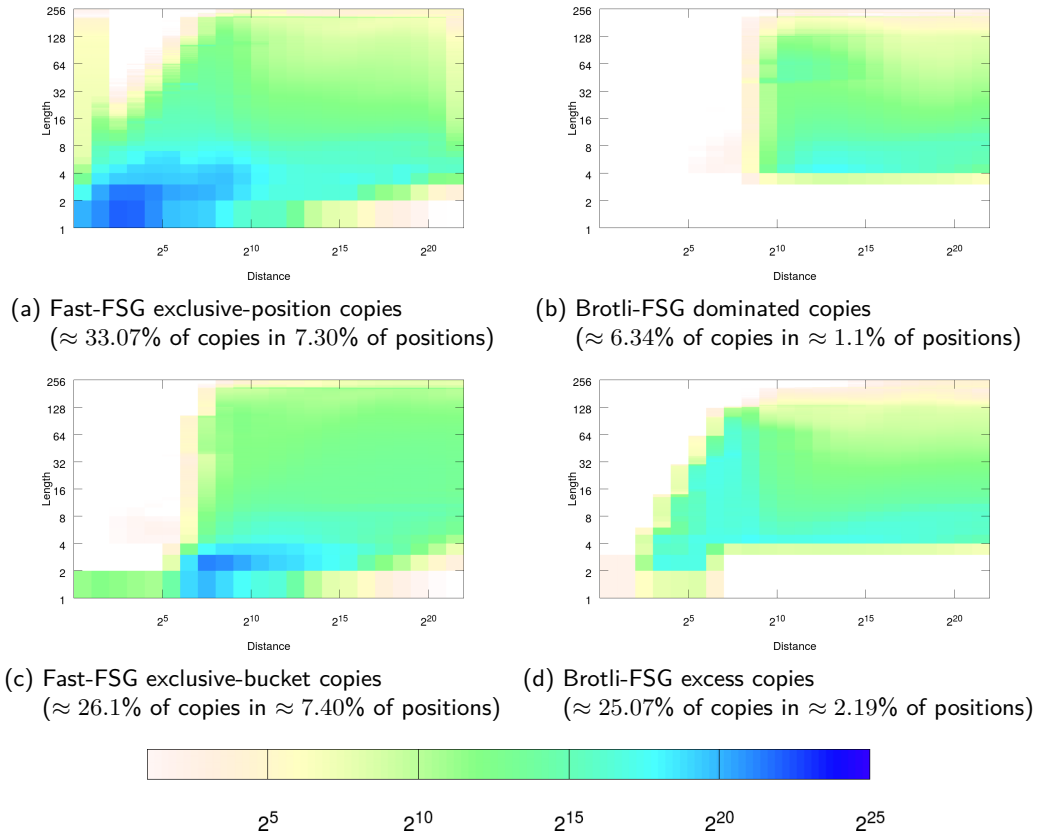 256
128
64
32
16
8
4
2
1
Length
2^5 2^10 2^15 2^20
Distance
(a) Fast-FSG exclusive-position copies
(≈ 33.07% of copies in 7.30% of positions)
256
128
64
32
16
8
4
2
1
Length
2^5 2^10 2^15 2^20
Distance
(b) Brotli-FSG dominated copies
(≈ 6.34% of copies in ≈ 1.1% of positions)
256
128
64
32
16
8
4
2
1
Length
2^5 2^10 2^15 2^20
Distance
(c) Fast-FSG exclusive-bucket copies
(≈ 26.1% of copies in ≈ 7.40% of positions)
256
128
64
32
16
8
4
2
1
Length
2^5 2^10 2^15 2^20
Distance
(d) Brotli-FSG excess copies
(≈ 25.07% of copies in ≈ 2.19% of positions)
2^5 2^10 2^15 2^20 2^25